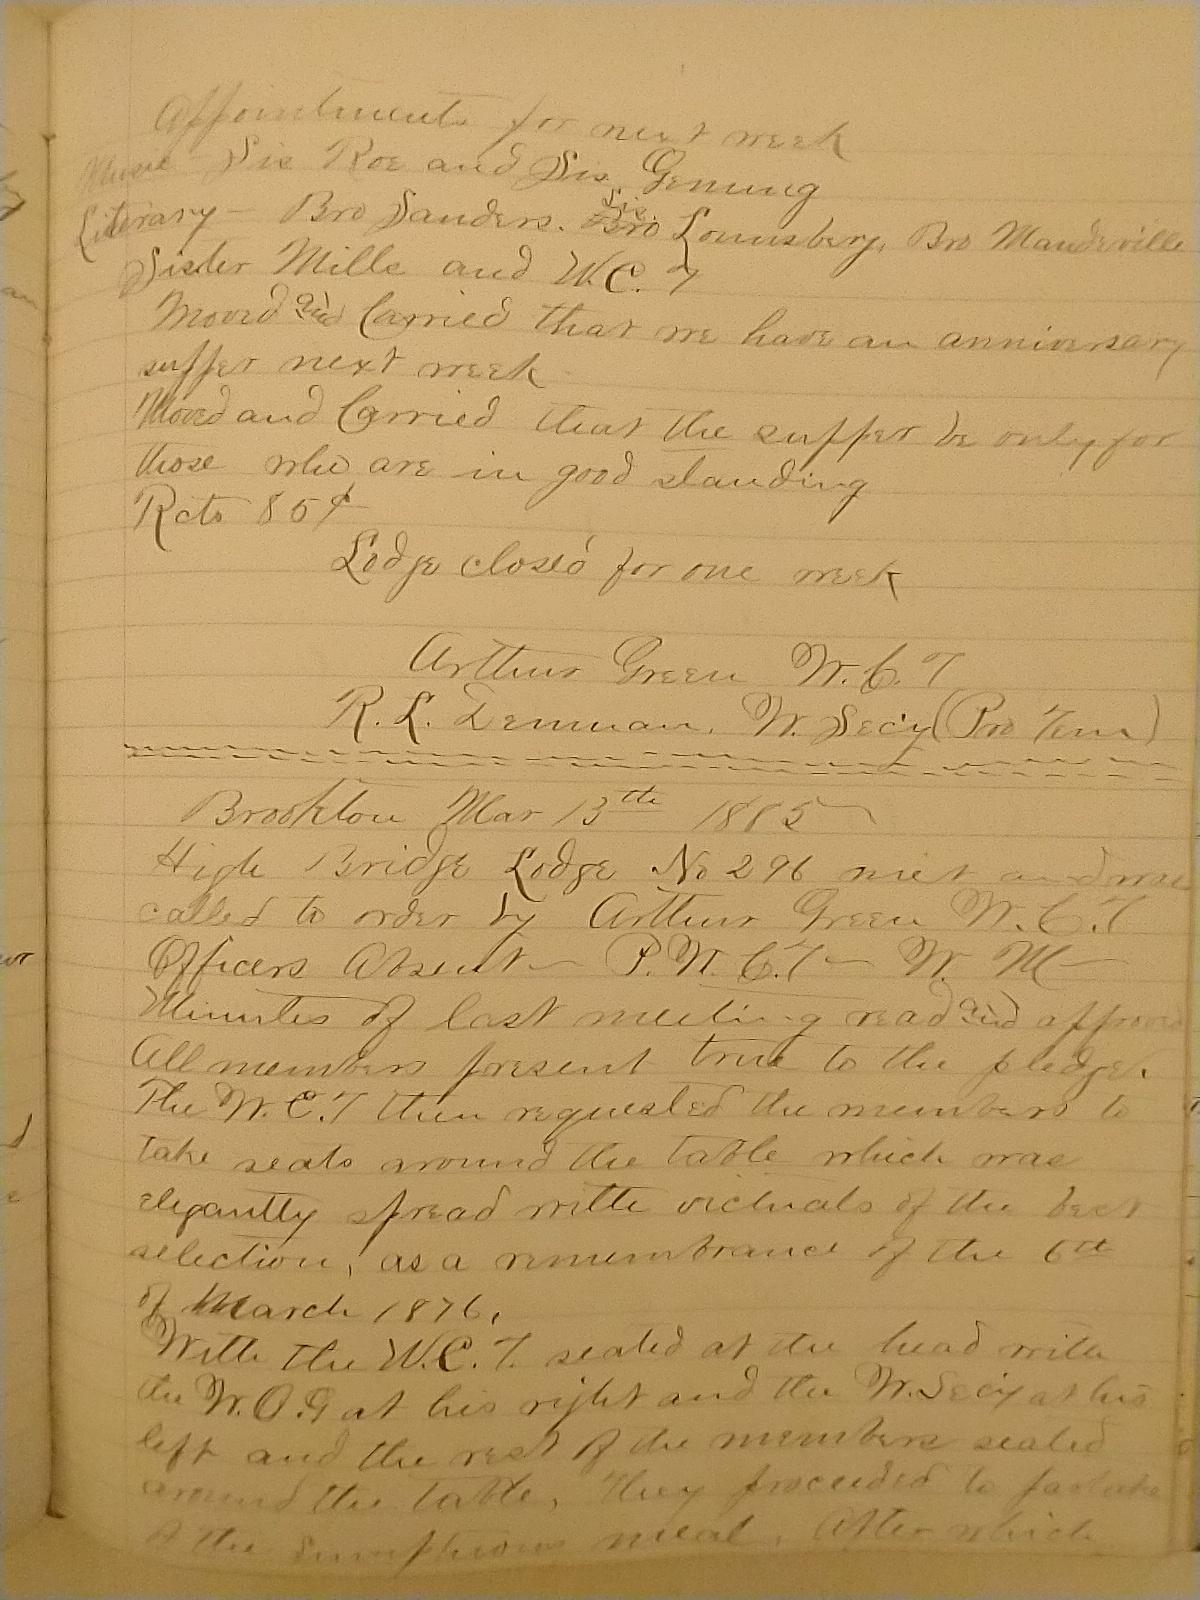 Appointments for next week
Music - Sis Roe and Sis Genung
Literary - Bro Sanders. Sis. Lounsbery, Bro Mandeville
Sister Mills and W.C.T
Moved and Carried that we have an anniversary
supper next week
Moved and Carried that the supper be only for
those who are in good standing
Rcts 85¢
Lodge closed for one week
Arthur Green W.C.T
R. L. Denman. W. Secy (Pro Tem)
Brookton Mar 13th 1885
High Bridge Lodge No 296 met and was
called to order by Arthur Green W.C.T
Officers Absent - P.W.C.T - W. M -
Minutes of last meeting read and approved
All members present true to the pledge.
The W.C.T then requested the members to
take seats around the table which was
elegantly spread with victuals of the best
selection, as a remembrance of the 6th
of March 1876.
With the W.C.T. seated at the head with
the W.O.G at his right and the W. Secy at his
left and the rest of the members seated
around the table, they proceeded to partake
of the sumptuous meal. After which